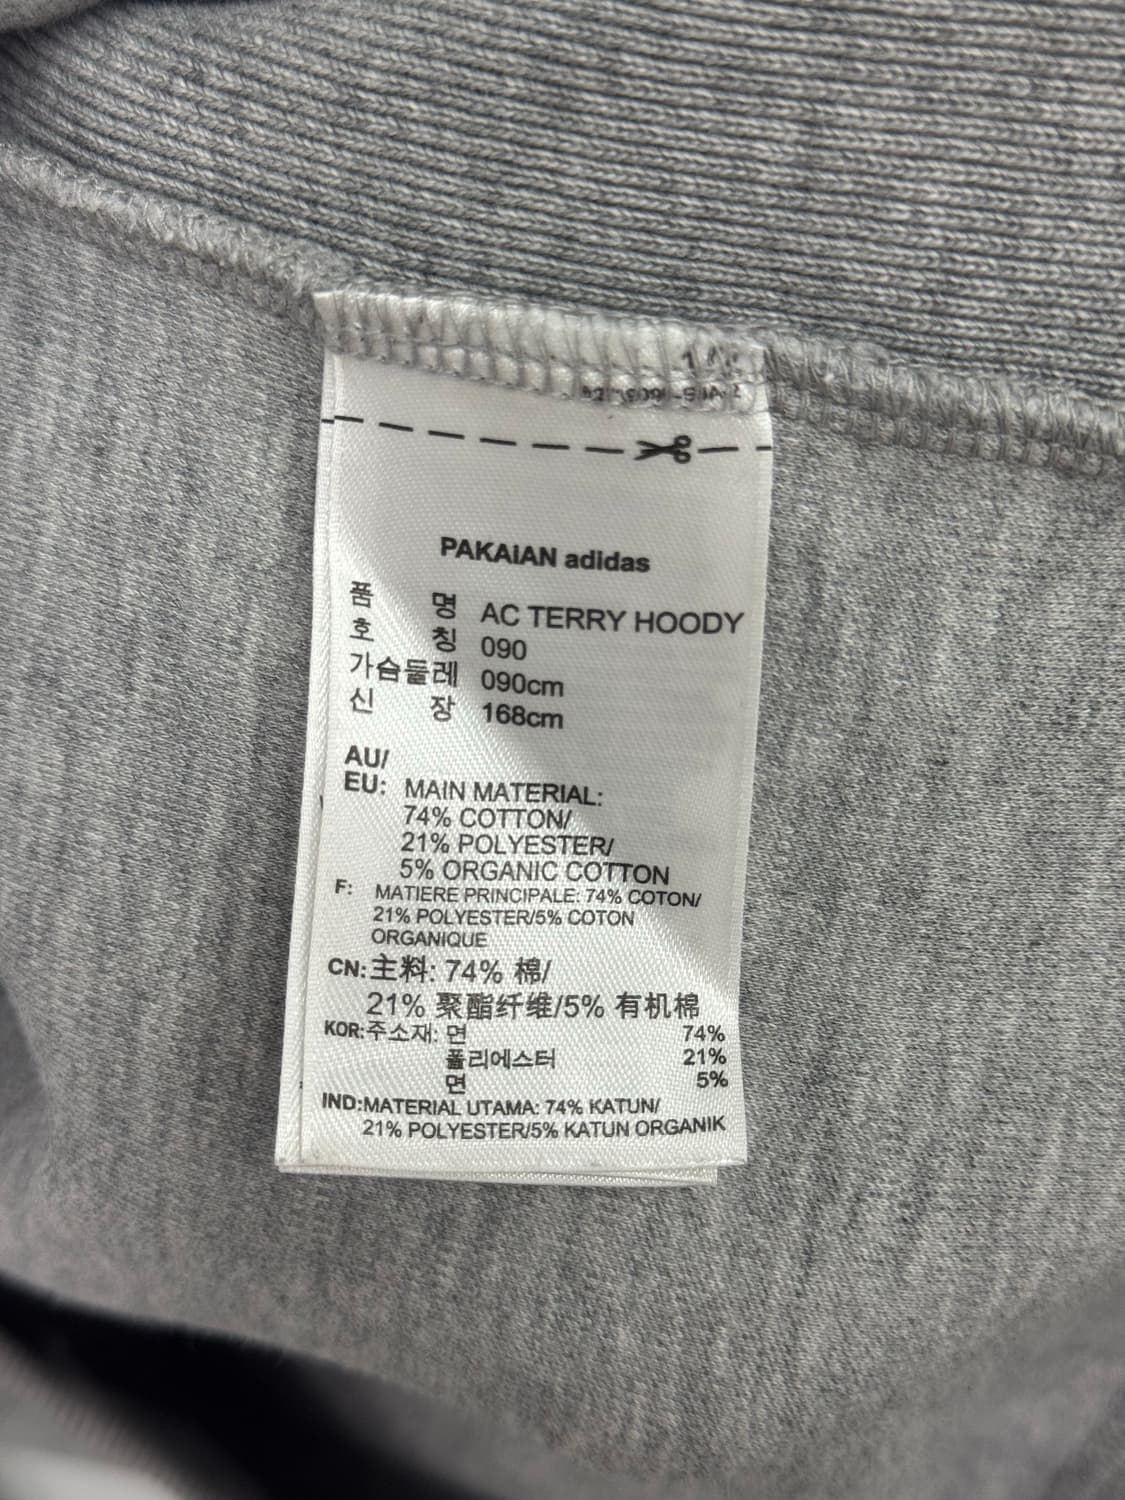 PAKAIAN adidas
품 명 AC TERRY HOODY
호 칭 090
가슴둘레 090cm
신 장 168cm
AU/
EU: MAIN MATERIAL:
74% COTTON/
21% POLYESTER/
5% ORGANIC COTTON
F: MATIERE PRINCIPALE: 74% COTON/
21% POLYESTER/5% COTON
ORGANIQUE
CN:主料: 74% 棉/
21% 聚酯纤维/5% 有机棉
KOR:주소재: 면 74%
폴리에스터 21%
면 5%
IND:MATERIAL UTAMA: 74% KATUN/
21% POLYESTER/5% KATUN ORGANIK